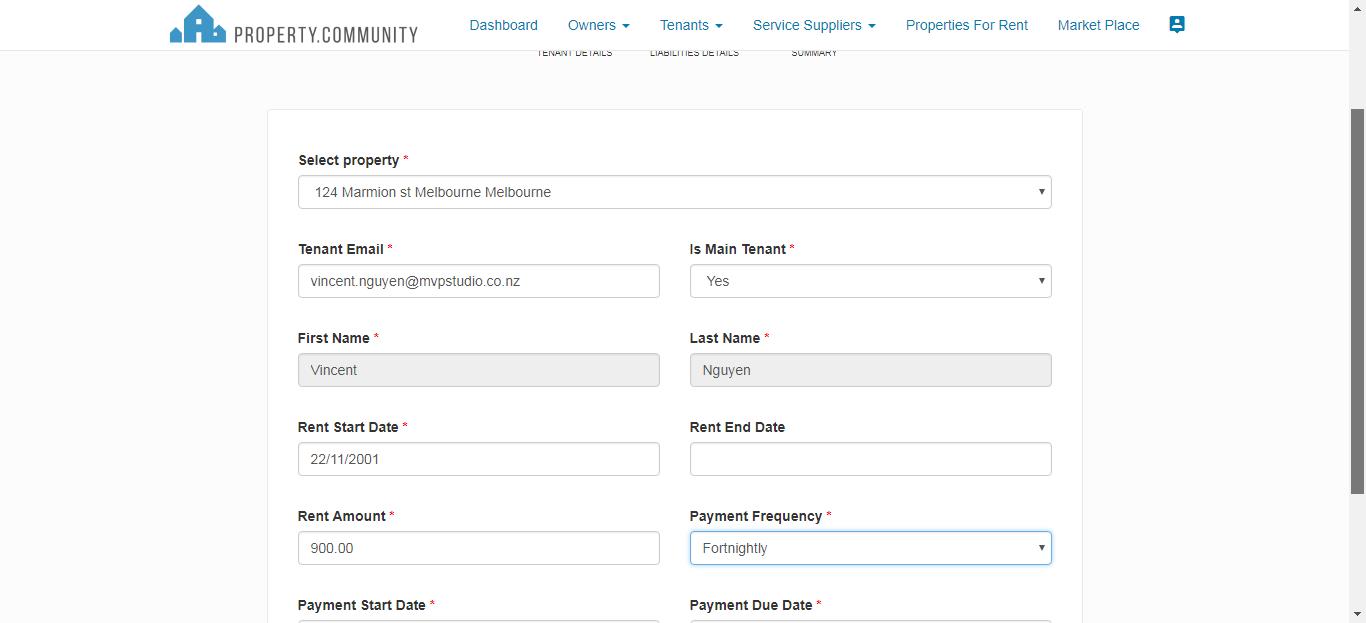 PROPERTY.COMMUNITY Dashboard Owners Tenants Service Suppliers Properties For Rent Market Place
TENANT DETAILS LIABILITIES DETAILS SUMMARY
Select property *
124 Marmion st Melbourne Melbourne
Tenant Email * Is Main Tenant *
vincent.nguyen@mvpstudio.co.nz Yes
First Name * Last Name *
Vincent Nguyen
Rent Start Date * Rent End Date
22/11/2001
Rent Amount * Payment Frequency *
900.00 Fortnightly
Payment Start Date * Payment Due Date *